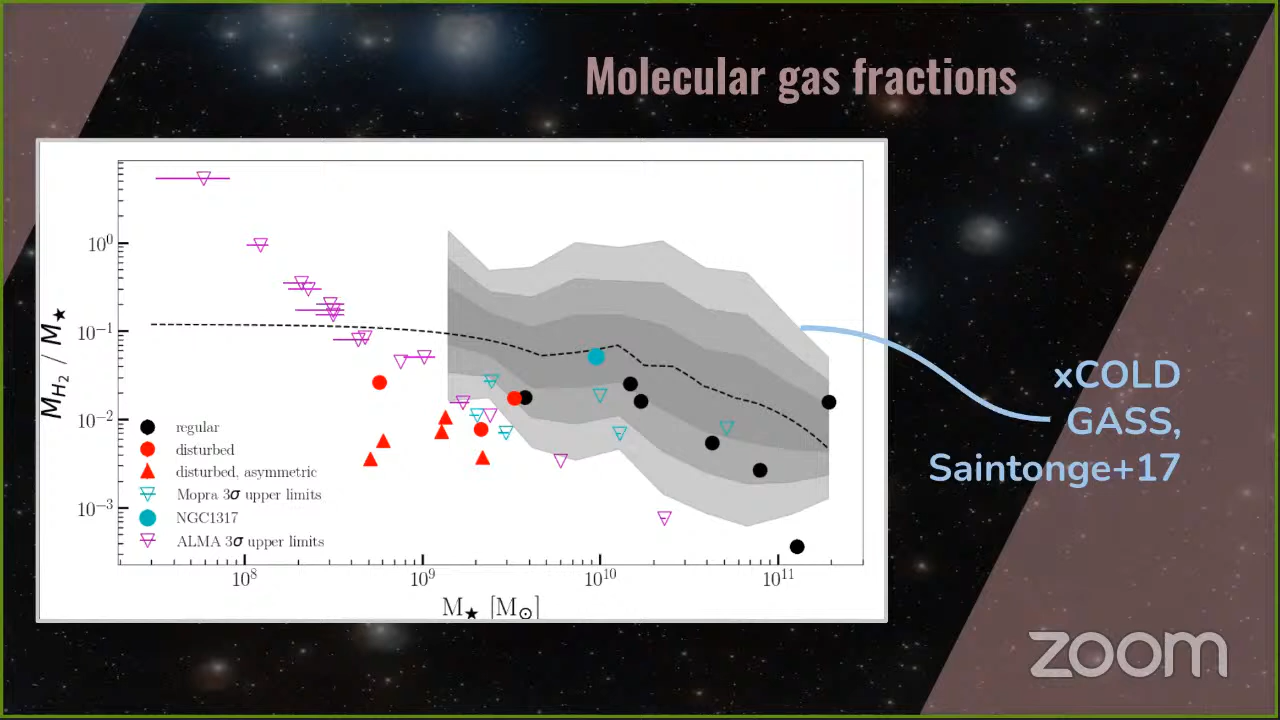 Molecular gas fractions
10⁰
10⁻¹
10⁻²
10⁻³
M_H₂ / M★
regular
disturbed
disturbed, asymmetric
Mopra 3σ upper limits
NGC1317
ALMA 3σ upper limits
10⁸ 10⁹ 10¹⁰ 10¹¹
M★ [M⊙]
xCOLD
GASS,
Saintonge+17
zoom